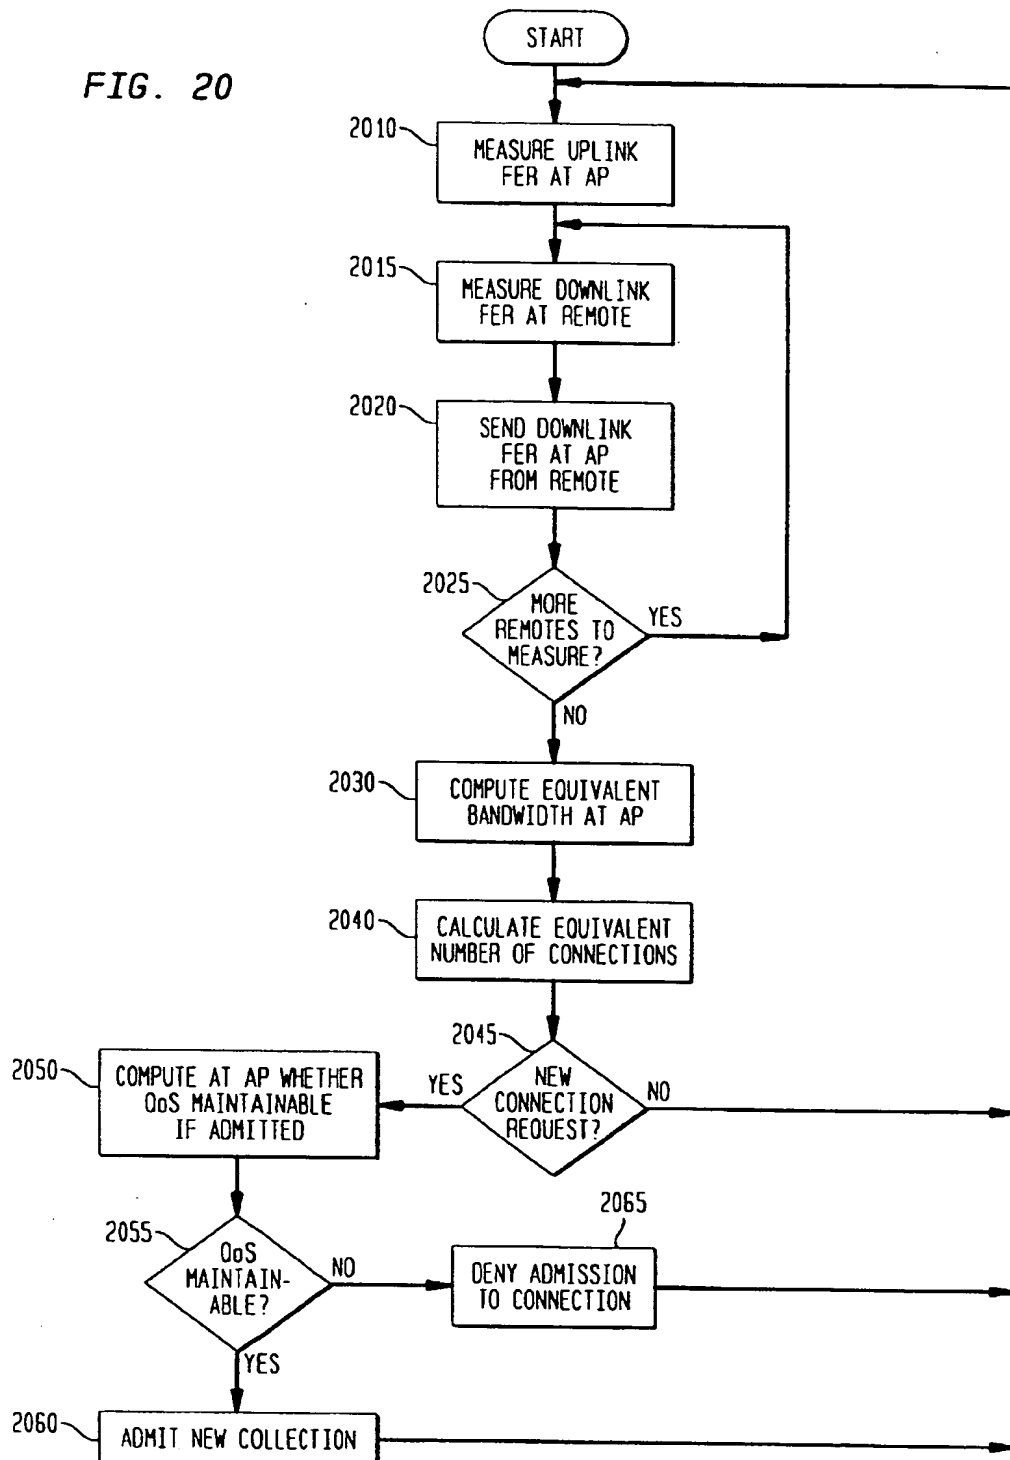 FIG. 20
START
2010
MEASURE UPLINK
FER AT AP
2015
MEASURE DOWNLINK
FER AT REMOTE
2020
SEND DOWNLINK
FER AT AP
FROM REMOTE
2025
MORE
REMOTES TO
MEASURE?
YES
NO
2030
COMPUTE EQUIVALENT
BANDWIDTH AT AP
2040
CALCULATE EQUIVALENT
NUMBER OF CONNECTIONS
2045
NEW
CONNECTION
REQUEST?
YES
NO
2050
COMPUTE AT AP WHETHER
QoS MAINTAINABLE
IF ADMITTED
2055
QoS
MAINTAIN-
ABLE?
NO
YES
2065
DENY ADMISSION
TO CONNECTION
2060
ADMIT NEW COLLECTION